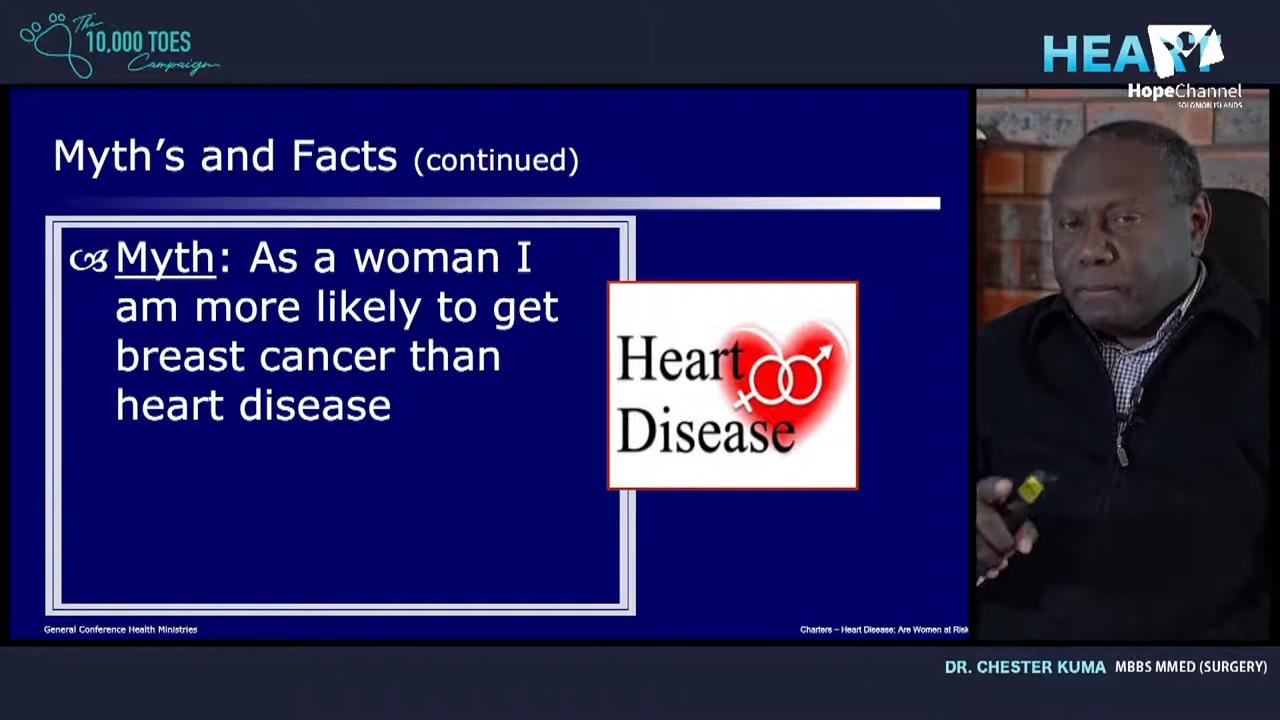 The
10,000 TOES
Campaign
HEART
HopeChannel
SOLOMON ISLANDS
Myth's and Facts (continued)
Myth: As a woman I
am more likely to get
breast cancer than
heart disease
Heart
Disease
General Conference Health Ministries
Charters – Heart Disease; Are Women at Risk
DR. CHESTER KUMA MBBS MMED (SURGERY)